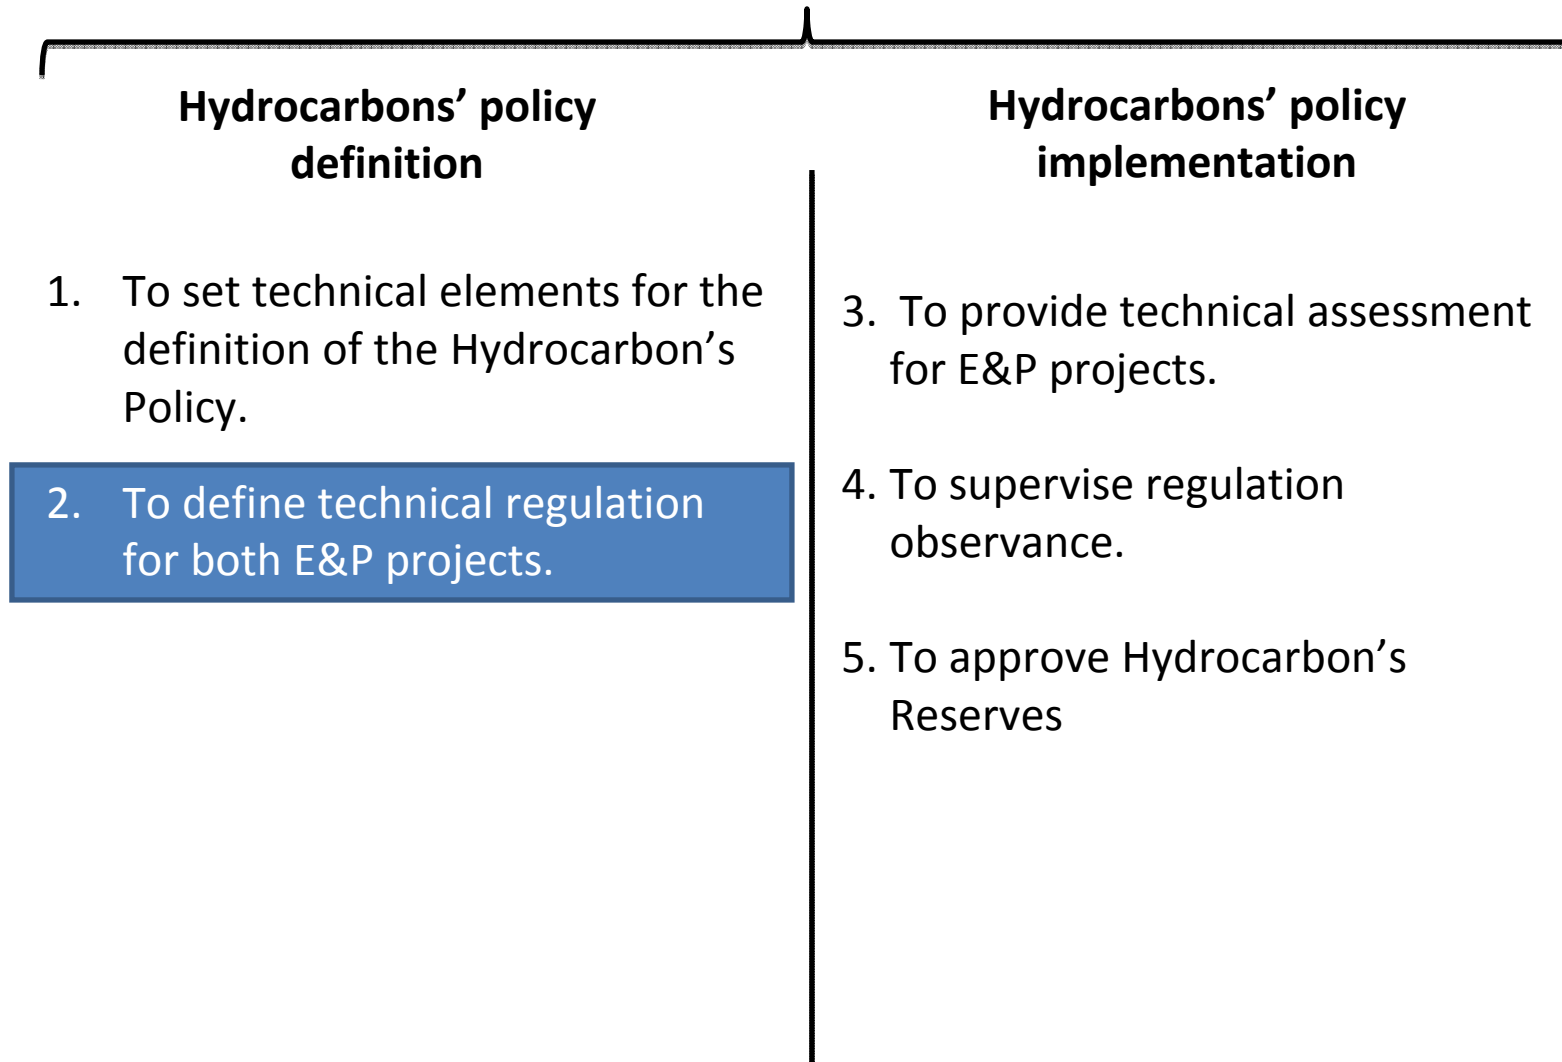 Hydrocarbons’ policy
definition
1. To set technical elements for the
definition of the Hydrocarbon’s
Policy.
2. To define technical regulation
for both E&P projects.
Hydrocarbons’ policy
implementation
3. To provide technical assessment
for E&P projects.
4. To supervise regulation
observance.
5. To approve Hydrocarbon’s
Reserves